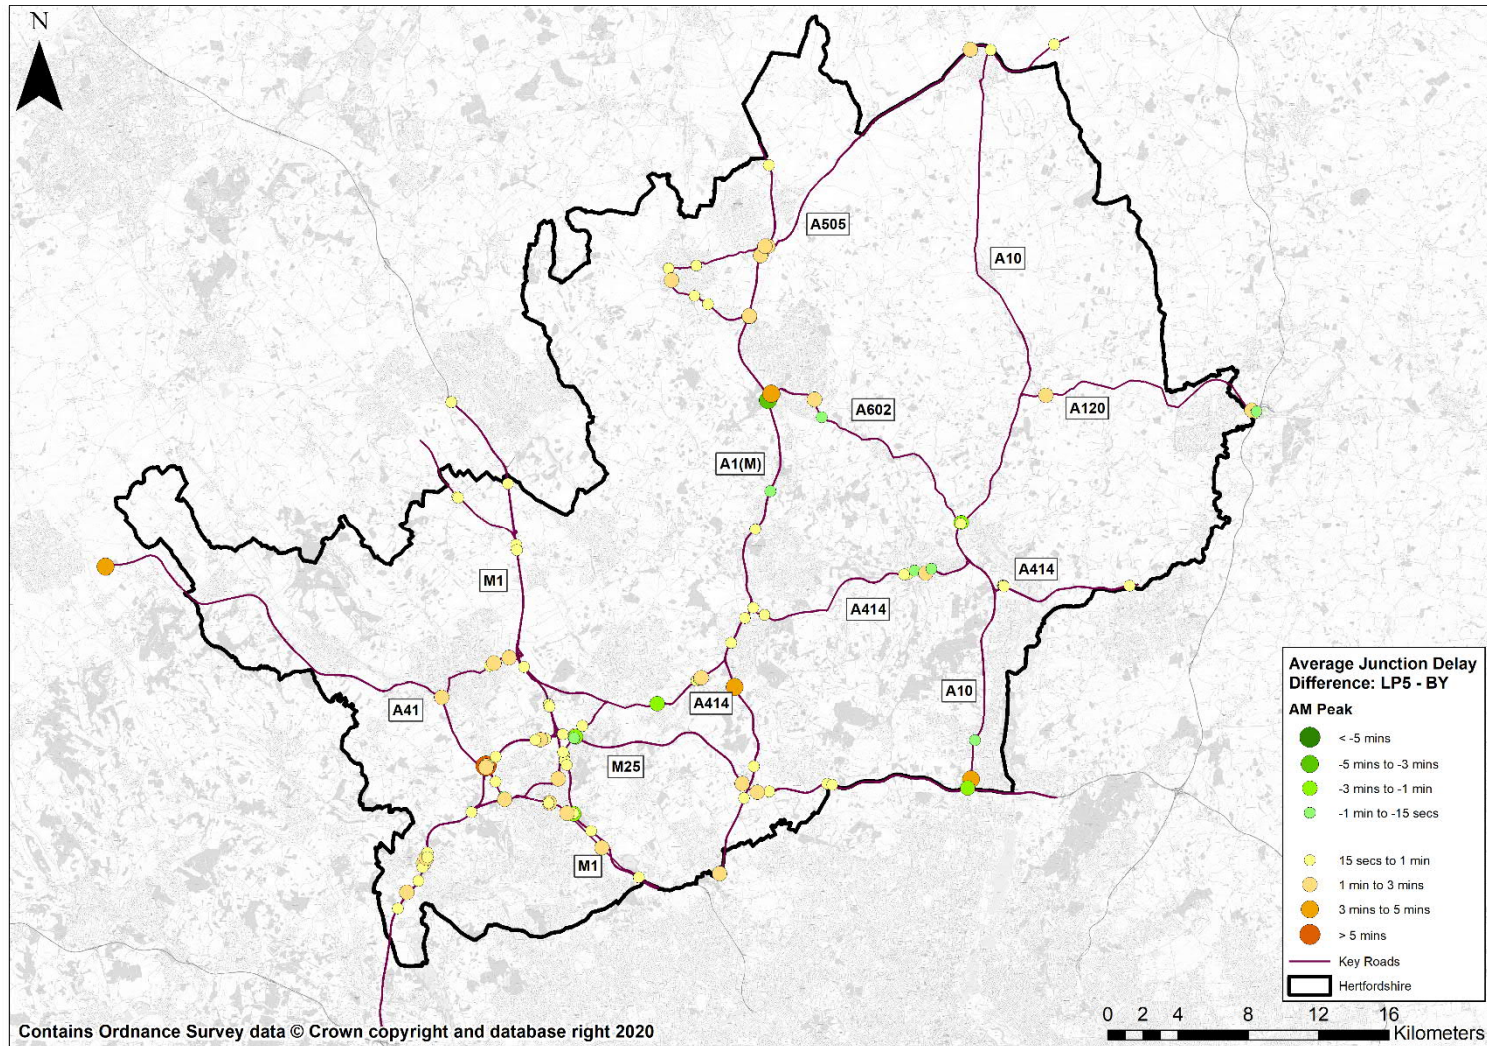 N
A505
A10
A602
A120
A1(M)
M1
A414
A414
A41
A414
A10
M25
M1
Average Junction Delay
Difference: LP5 - BY
AM Peak
< -5 mins
-5 mins to -3 mins
-3 mins to -1 min
-1 min to -15 secs
15 secs to 1 min
1 min to 3 mins
3 mins to 5 mins
> 5 mins
Key Roads
Hertfordshire
Contains Ordnance Survey data © Crown copyright and database right 2020
0 2 4 8 12 16
Kilometers